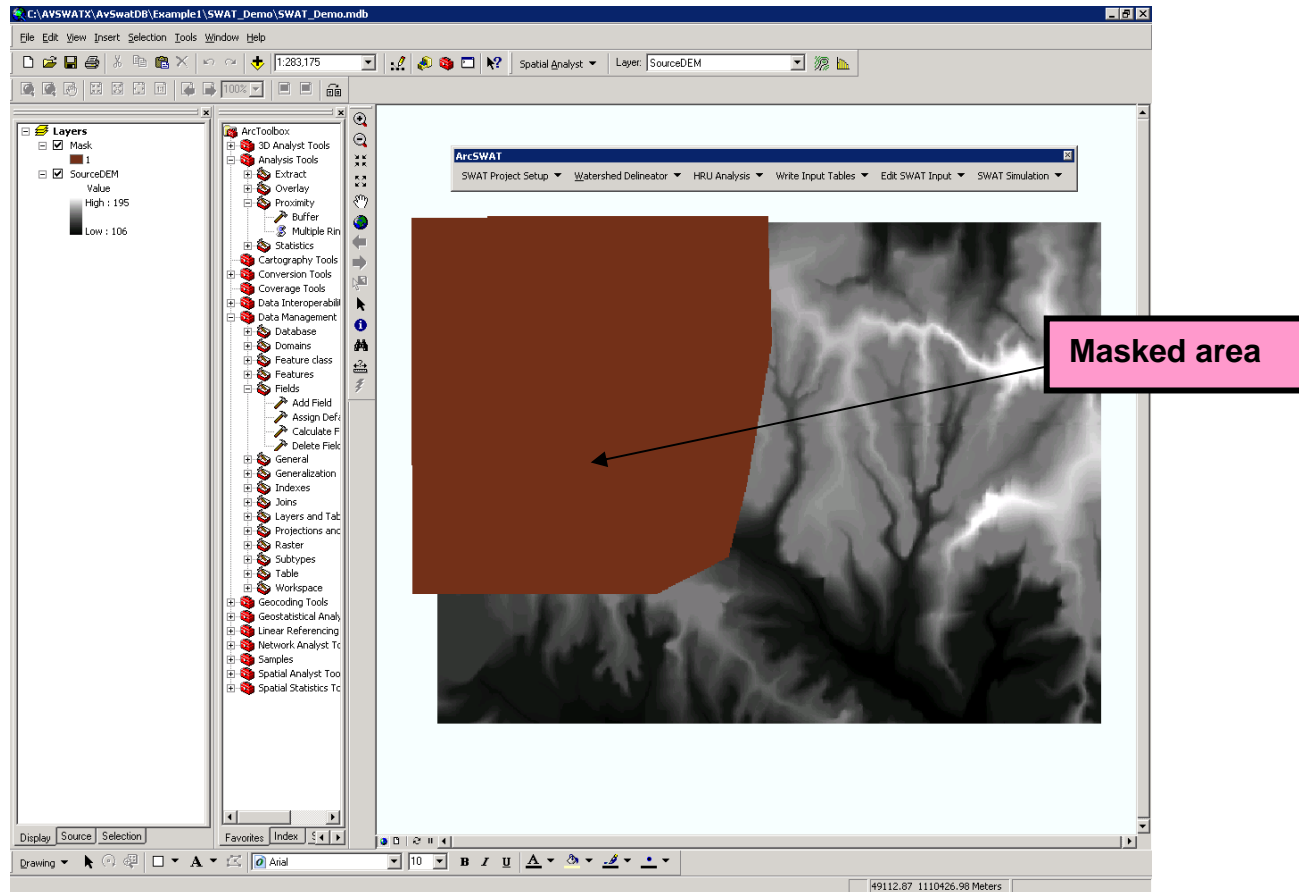 C:\AVSWATX\AvSwatDB\Example1\SWAT_Demo\SWAT_Demo.mdb
File Edit View Insert Selection Tools Window Help
1:283,175
Spatial Analyst
Layer: SourceDEM
100%
Layers
Mask
1
SourceDEM
Value
High : 195
Low : 106
ArcToolbox
3D Analyst Tools
Analysis Tools
Extract
Overlay
Proximity
Buffer
Multiple Rin
Statistics
Cartography Tools
Conversion Tools
Coverage Tools
Data Interoperabili
Data Management
Database
Domains
Feature class
Features
Fields
Add Field
Assign Defa
Calculate F
Delete Field
General
Generalization
Indexes
Joins
Layers and Tab
Projections and
Raster
Subtypes
Table
Workspace
Geocoding Tools
Geostatistical Analy
Linear Referencing
Network Analyst To
Samples
Spatial Analyst Too
Spatial Statistics To
ArcSWAT
SWAT Project Setup Watershed Delineator HRU Analysis Write Input Tables Edit SWAT Input SWAT Simulation
Masked area
Display Source Selection
Favorites Index S
Drawing A Arial 10 B I U A
49112.87 1110426.98 Meters